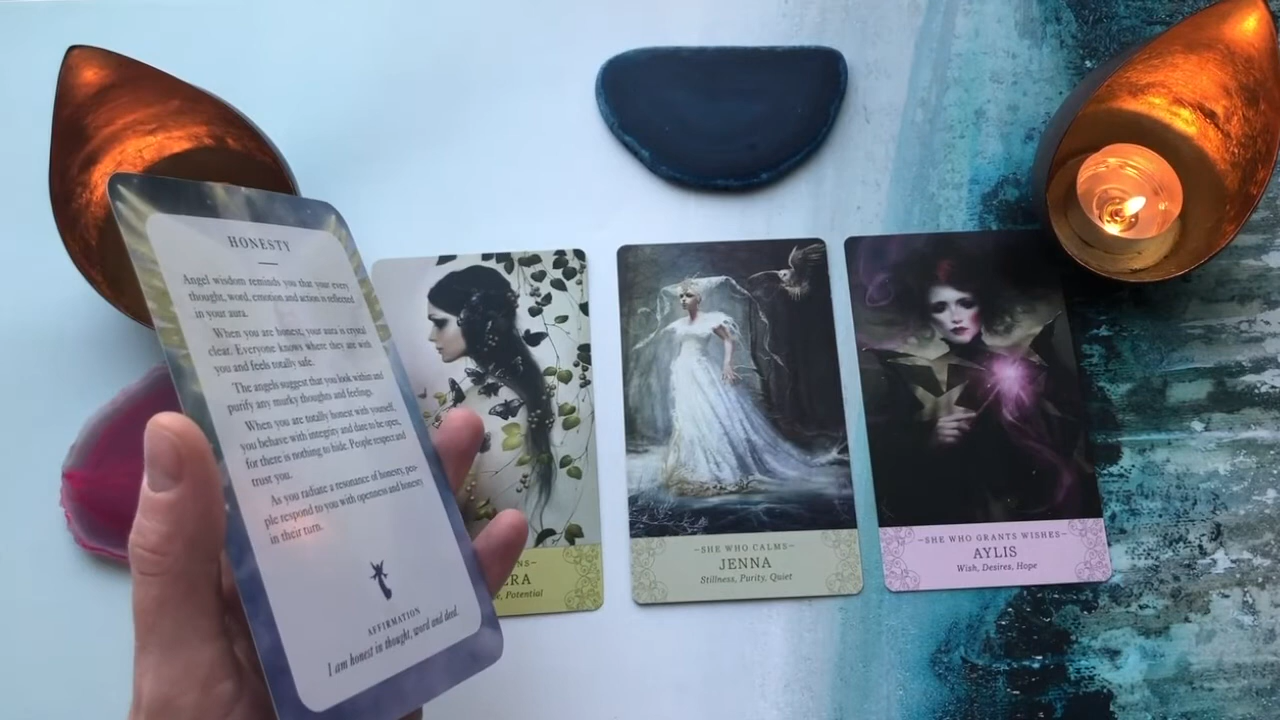 HONESTY
Angel wisdom reminds you that your every
thought, word, emotion and action is reflected
in your aura.
When you are honest, your aura is crystal
clear. Everyone knows where they are with
you and feels totally safe.
The angels suggest that you look within and
purify any murky thoughts and feelings.
When you are totally honest with yourself,
you behave with integrity and dare to be open,
for there is nothing to hide. People respect and
trust you.
As you radiate a resonance of honesty, peo-
ple respond to you with openness and honesty
in their turn.
AFFIRMATION
I am honest in thought, word and deed.
NS~
ERA
Potential
~SHE WHO CALMS~
JENNA
Stillness, Purity, Quiet
~SHE WHO GRANTS WISHES~
AYLIS
Wish, Desires, Hope